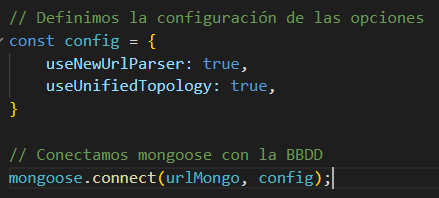 // Definimos la configuración de las opciones
const config = {
    useNewUrlParser: true,
    useUnifiedTopology: true,
}

// Conectamos mongoose con la BBDD
mongoose.connect(urlMongo, config);